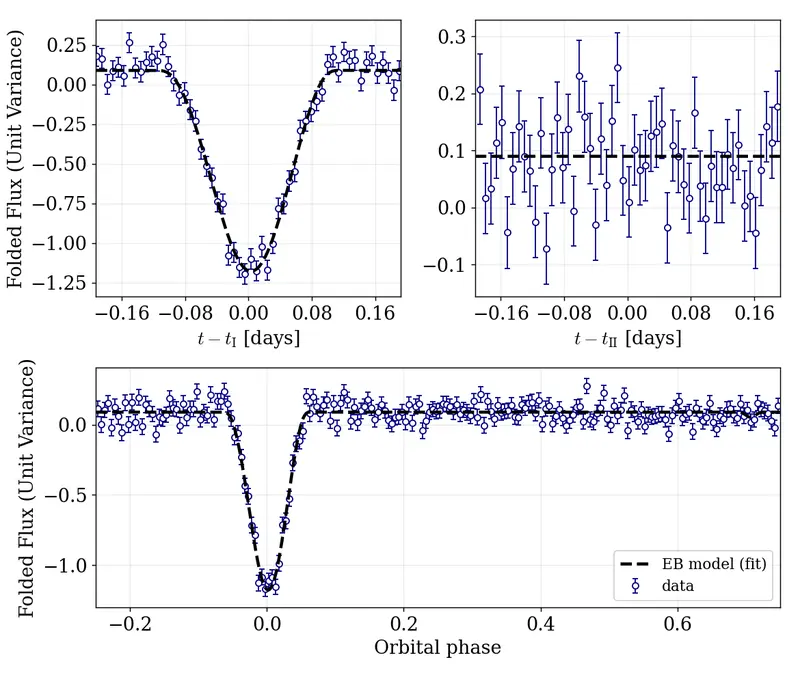 Folded Flux (Unit Variance)
0.25
0.00
−0.25
−0.50
−0.75
−1.00
−1.25
−0.16 −0.08 0.00 0.08 0.16
t − tI [days]
0.3
0.2
0.1
0.0
−0.1
−0.16 −0.08 0.00 0.08 0.16
t − tII [days]
Folded Flux (Unit Variance)
0.0
−0.5
−1.0
EB model (fit)
data
−0.2 0.0 0.2 0.4 0.6
Orbital phase